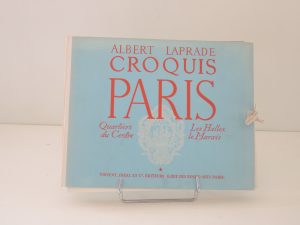 ALBERT LAPRADE
CROQUIS
PARIS
Quartiers Les Halles
du Centre le Marais